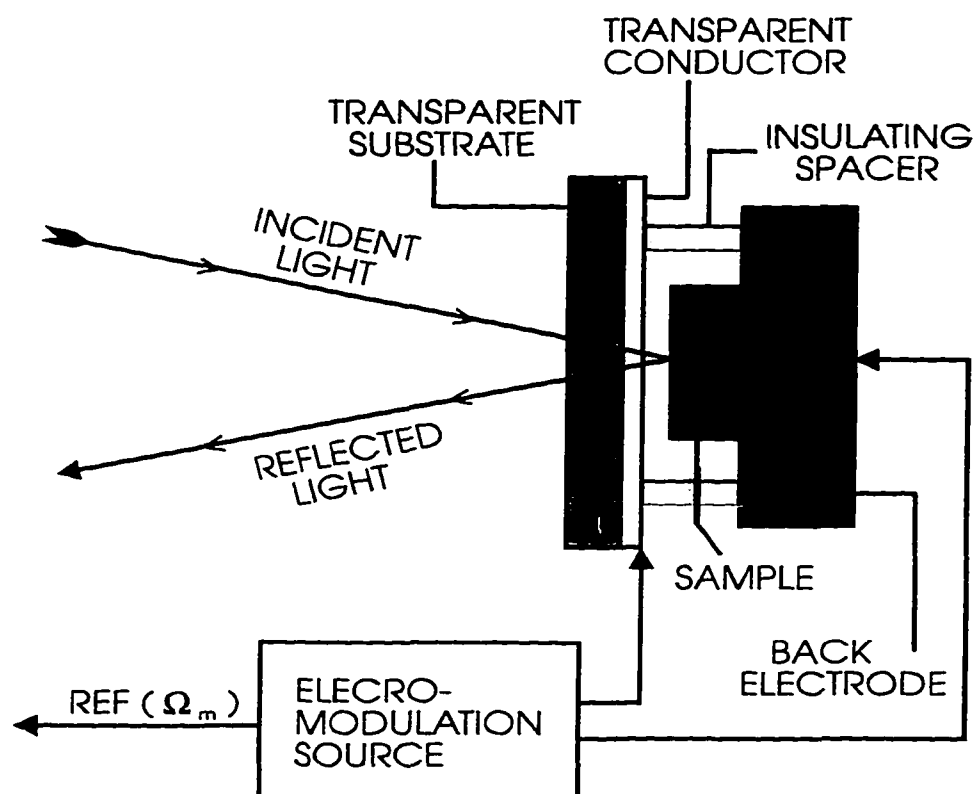 TRANSPARENT
CONDUCTOR
TRANSPARENT
SUBSTRATE
INSULATING
SPACER
INCIDENT
LIGHT
REFLECTED
LIGHT
SAMPLE
BACK
ELECTRODE
REF (Ωm)
ELECRO-
MODULATION
SOURCE